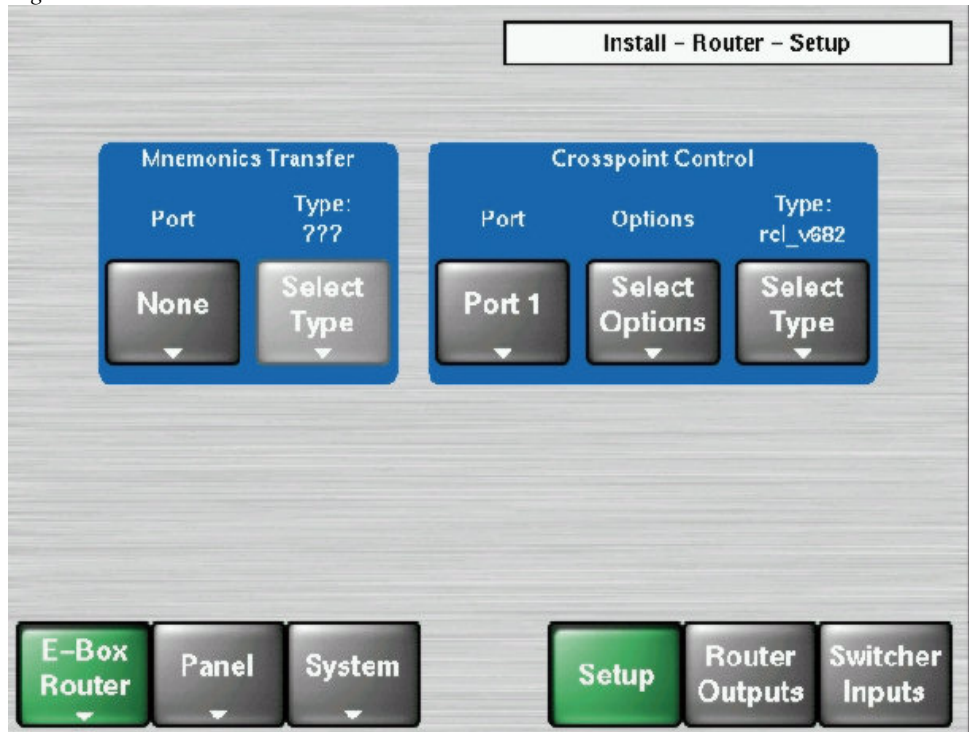 Install – Router – Setup
Mnemonics Transfer
Crosspoint Control
Port
Type:
???
Port
Options
Type:
rcl_v682
None
Select
Type
Port 1
Select
Options
Select
Type
E–Box
Router
Panel
System
Setup
Router
Outputs
Switcher
Inputs